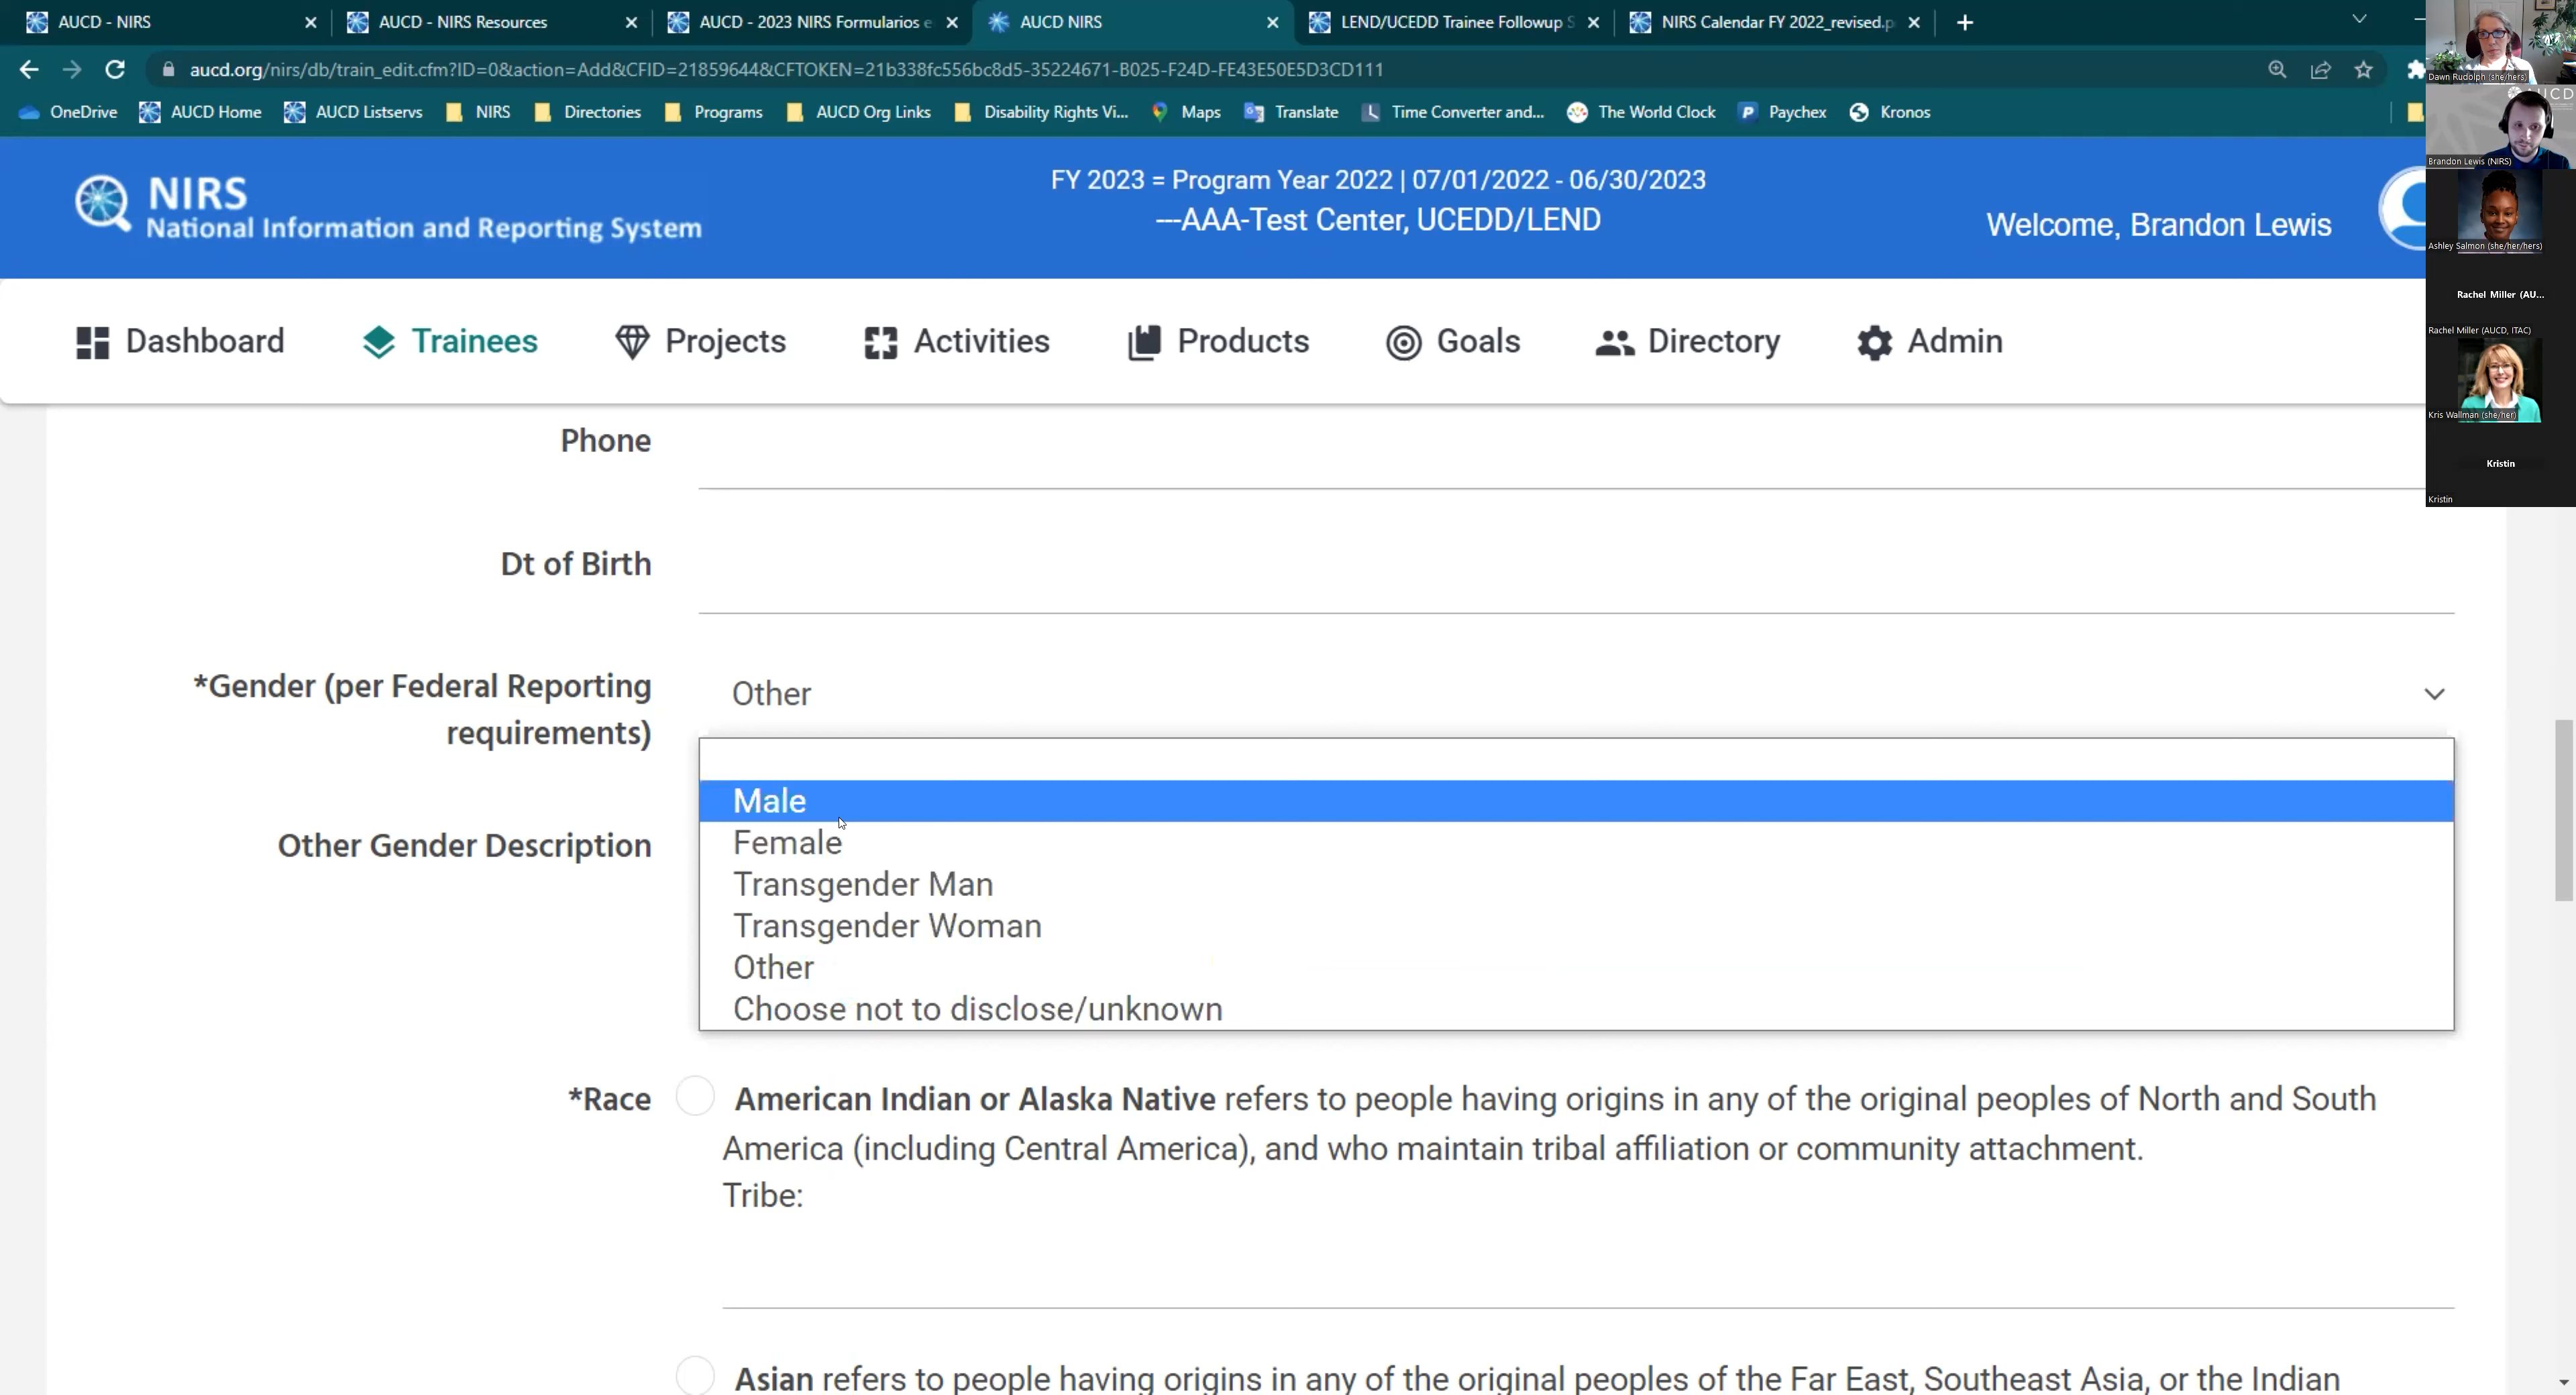 AUCD - NIRS
AUCD - NIRS Resources
AUCD - 2023 NIRS Formularios e
AUCD NIRS
LEND/UCEDD Trainee Followup S
NIRS Calendar FY 2022_revised.p
aucd.org/nirs/db/train_edit.cfm?ID=0&action=Add&CFID=21859644&CFTOKEN=21b338fc556bc8d5-35224671-B025-F24D-FE43E50E5D3CD111
OneDrive
AUCD Home
AUCD Listservs
NIRS
Directories
Programs
AUCD Org Links
Disability Rights Vi...
Maps
Translate
Time Converter and...
The World Clock
Paychex
Kronos
NIRS
National Information and Reporting System
FY 2023 = Program Year 2022 | 07/01/2022 - 06/30/2023
---AAA-Test Center, UCEDD/LEND
Welcome, Brandon Lewis
Dashboard
Trainees
Projects
Activities
Products
Goals
Directory
Admin
Phone
Dt of Birth
*Gender (per Federal Reporting
requirements)
Other
Male
Female
Transgender Man
Transgender Woman
Other
Choose not to disclose/unknown
Other Gender Description
*Race
American Indian or Alaska Native refers to people having origins in any of the original peoples of North and South
America (including Central America), and who maintain tribal affiliation or community attachment.
Tribe:
Asian refers to people having origins in any of the original peoples of the Far East, Southeast Asia, or the Indian
Dawn Rudolph (she/hers)
AUCD
Brandon Lewis (NIRS)
Ashley Salmon (she/her/hers)
Rachel Miller (AU...
Rachel Miller (AUCD, ITAC)
Kris Wallman (she/her)
Kristin
Kristin